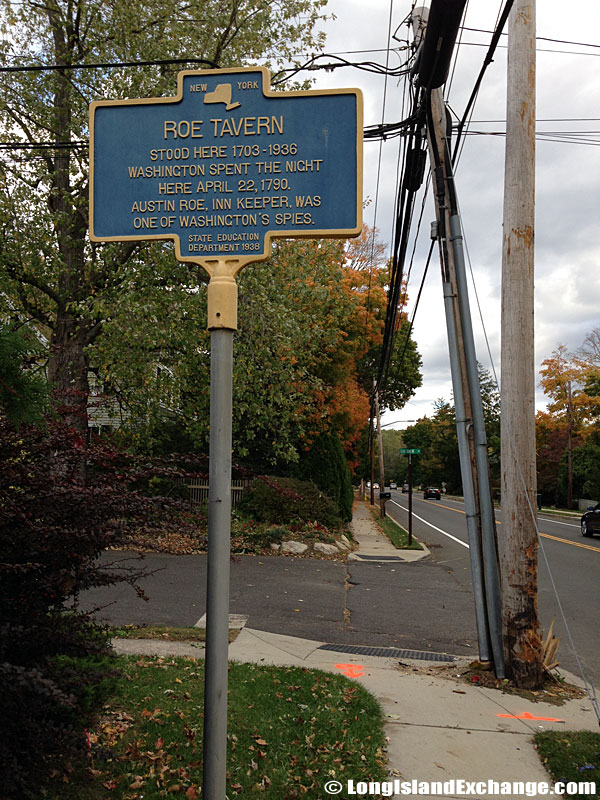 NEW YORK
ROE TAVERN
STOOD HERE 1703-1936
WASHINGTON SPENT THE NIGHT
HERE APRIL 22, 1790.
AUSTIN ROE, INN KEEPER, WAS
ONE OF WASHINGTON'S SPIES.
STATE EDUCATION
DEPARTMENT 1938
© LongIslandExchange.com